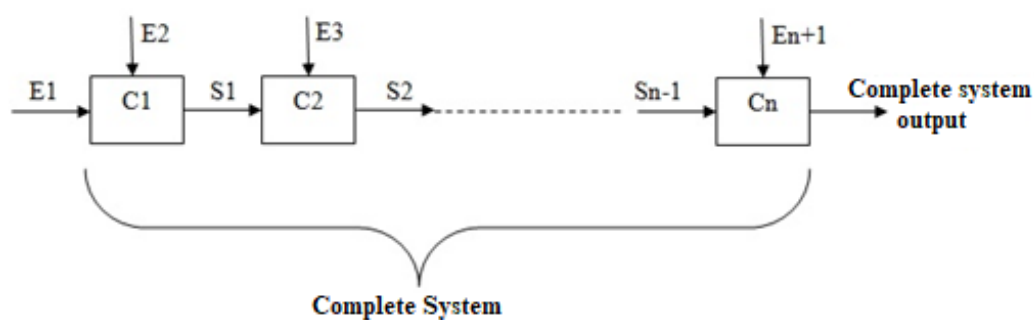 E2
E3
En+1
E1
C1
S1
C2
S2
Sn-1
Cn
Complete system
output
Complete System